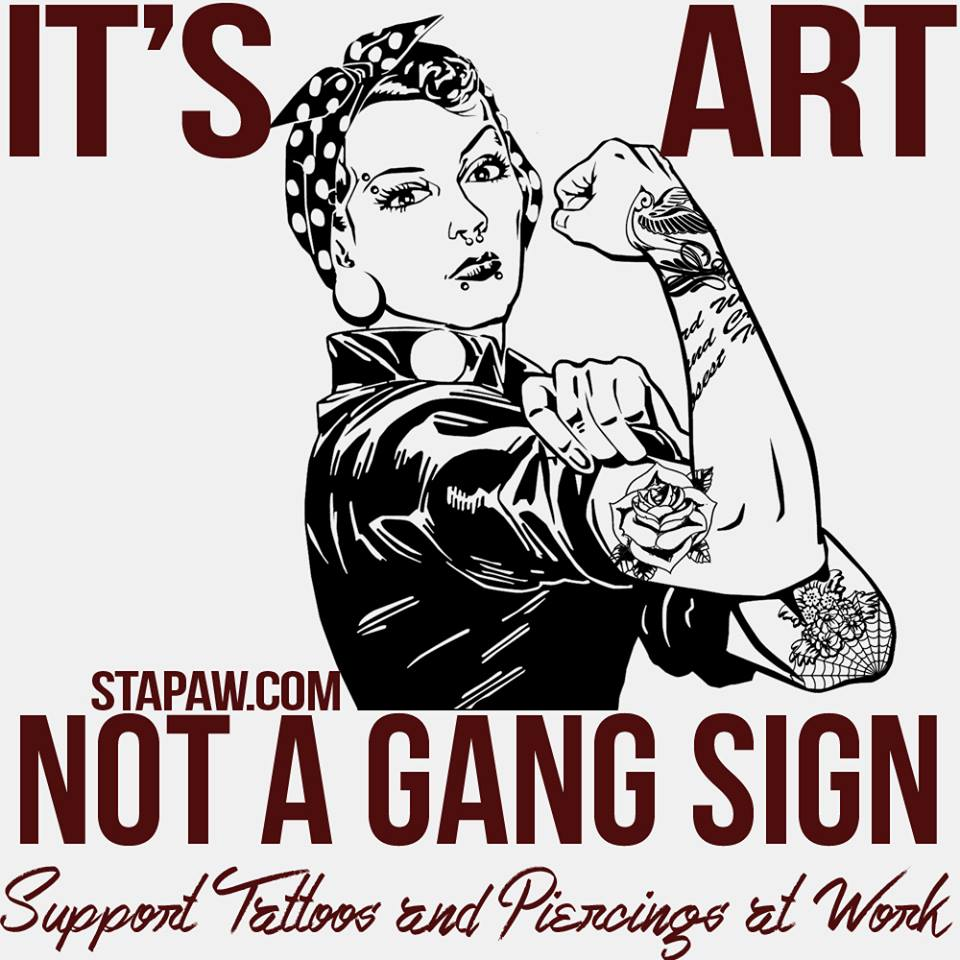 IT'S ART
STAPAW.COM
NOT A GANG SIGN
Support Tattoos and Piercings at Work